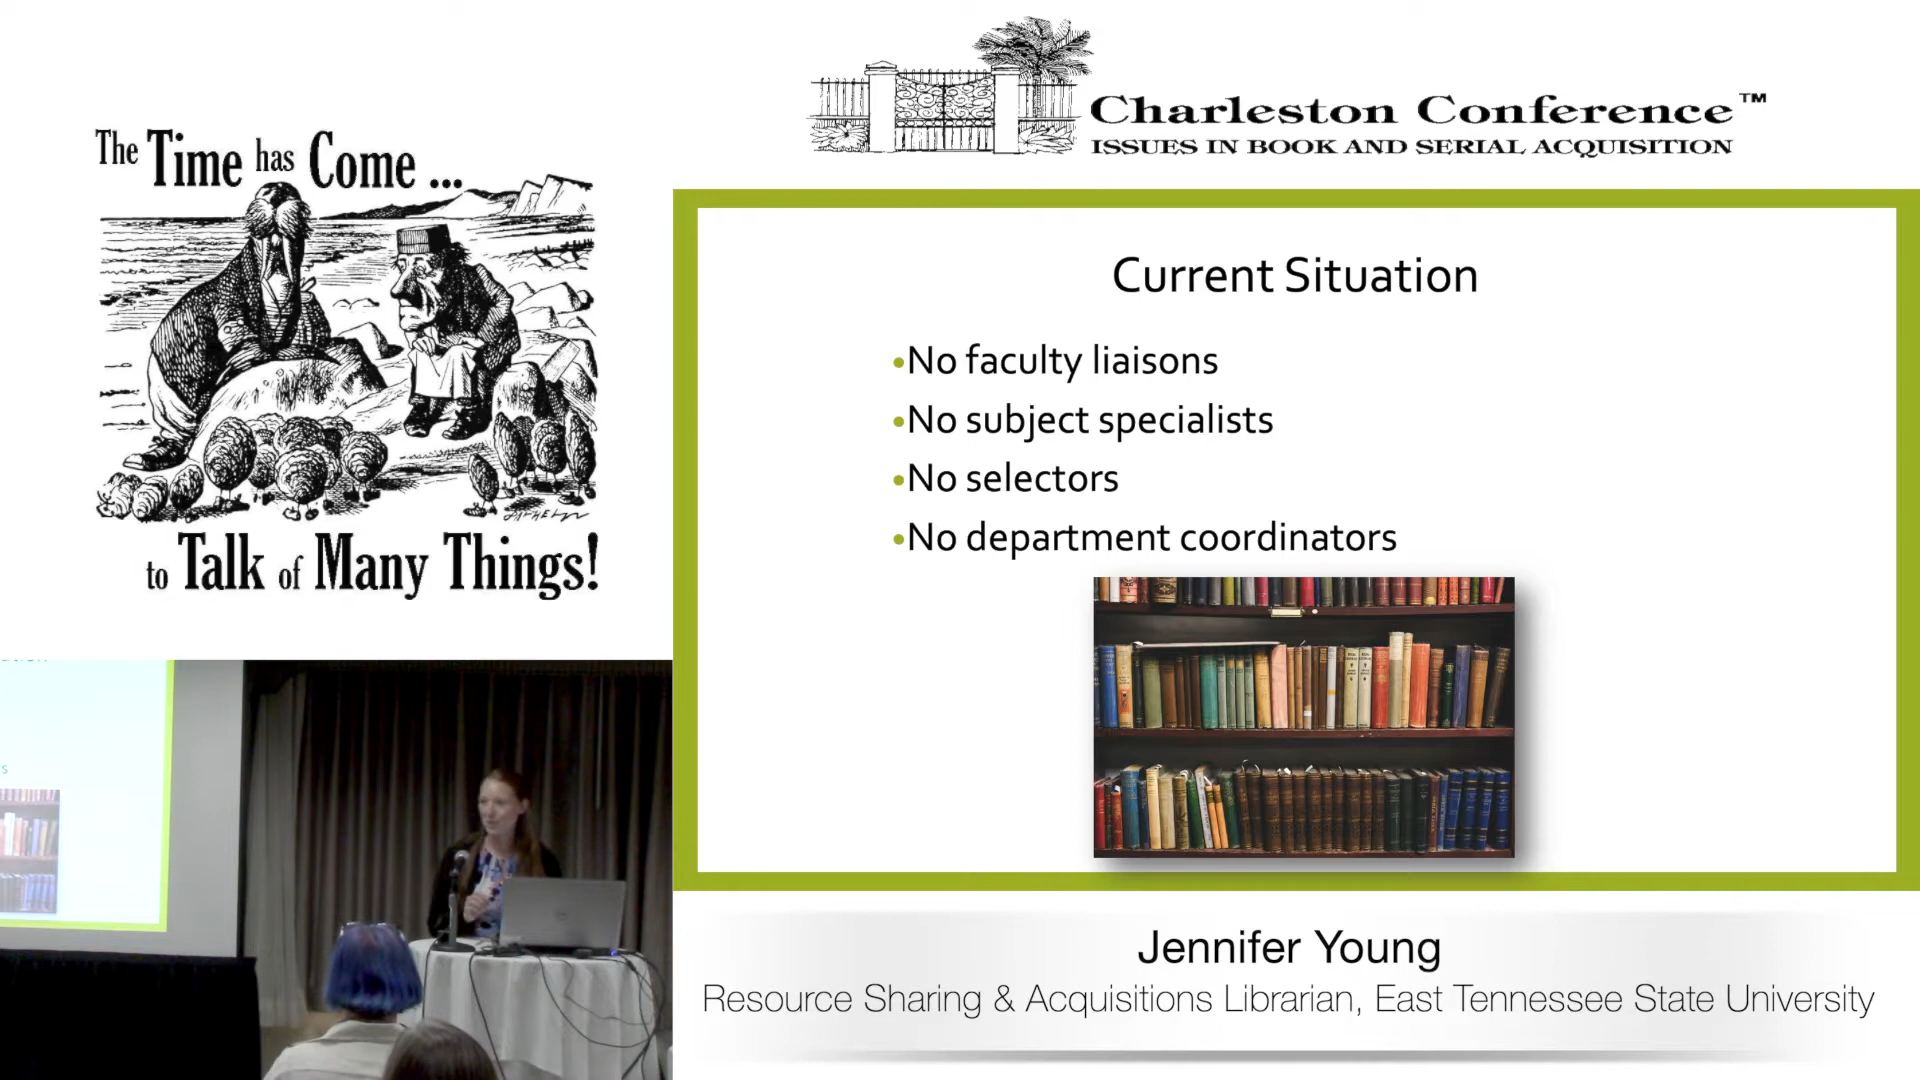 The Time has Come ...
to Talk of Many Things!
Charleston Conference™
ISSUES IN BOOK AND SERIAL ACQUISITION
Current Situation
•No faculty liaisons
•No subject specialists
•No selectors
•No department coordinators
Jennifer Young
Resource Sharing & Acquisitions Librarian, East Tennessee State University